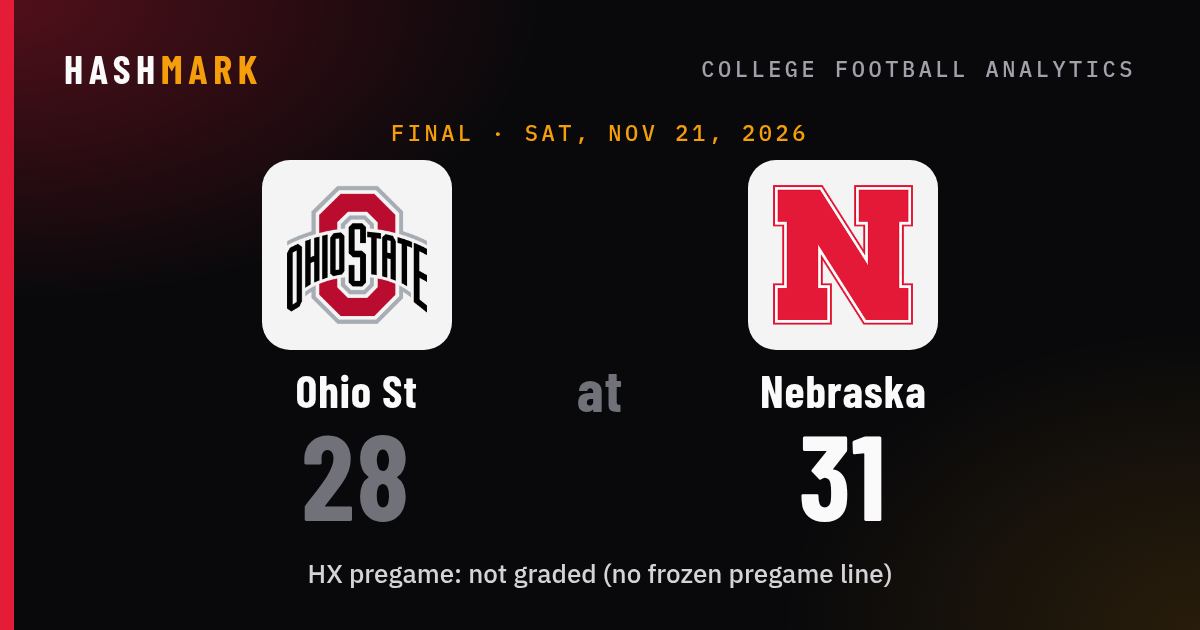 HASHMARK
COLLEGE FOOTBALL ANALYTICS
FINAL · SAT, NOV 21, 2026
OHIO STATE
N
Ohio St
at
Nebraska
28
31
HX pregame: not graded (no frozen pregame line)